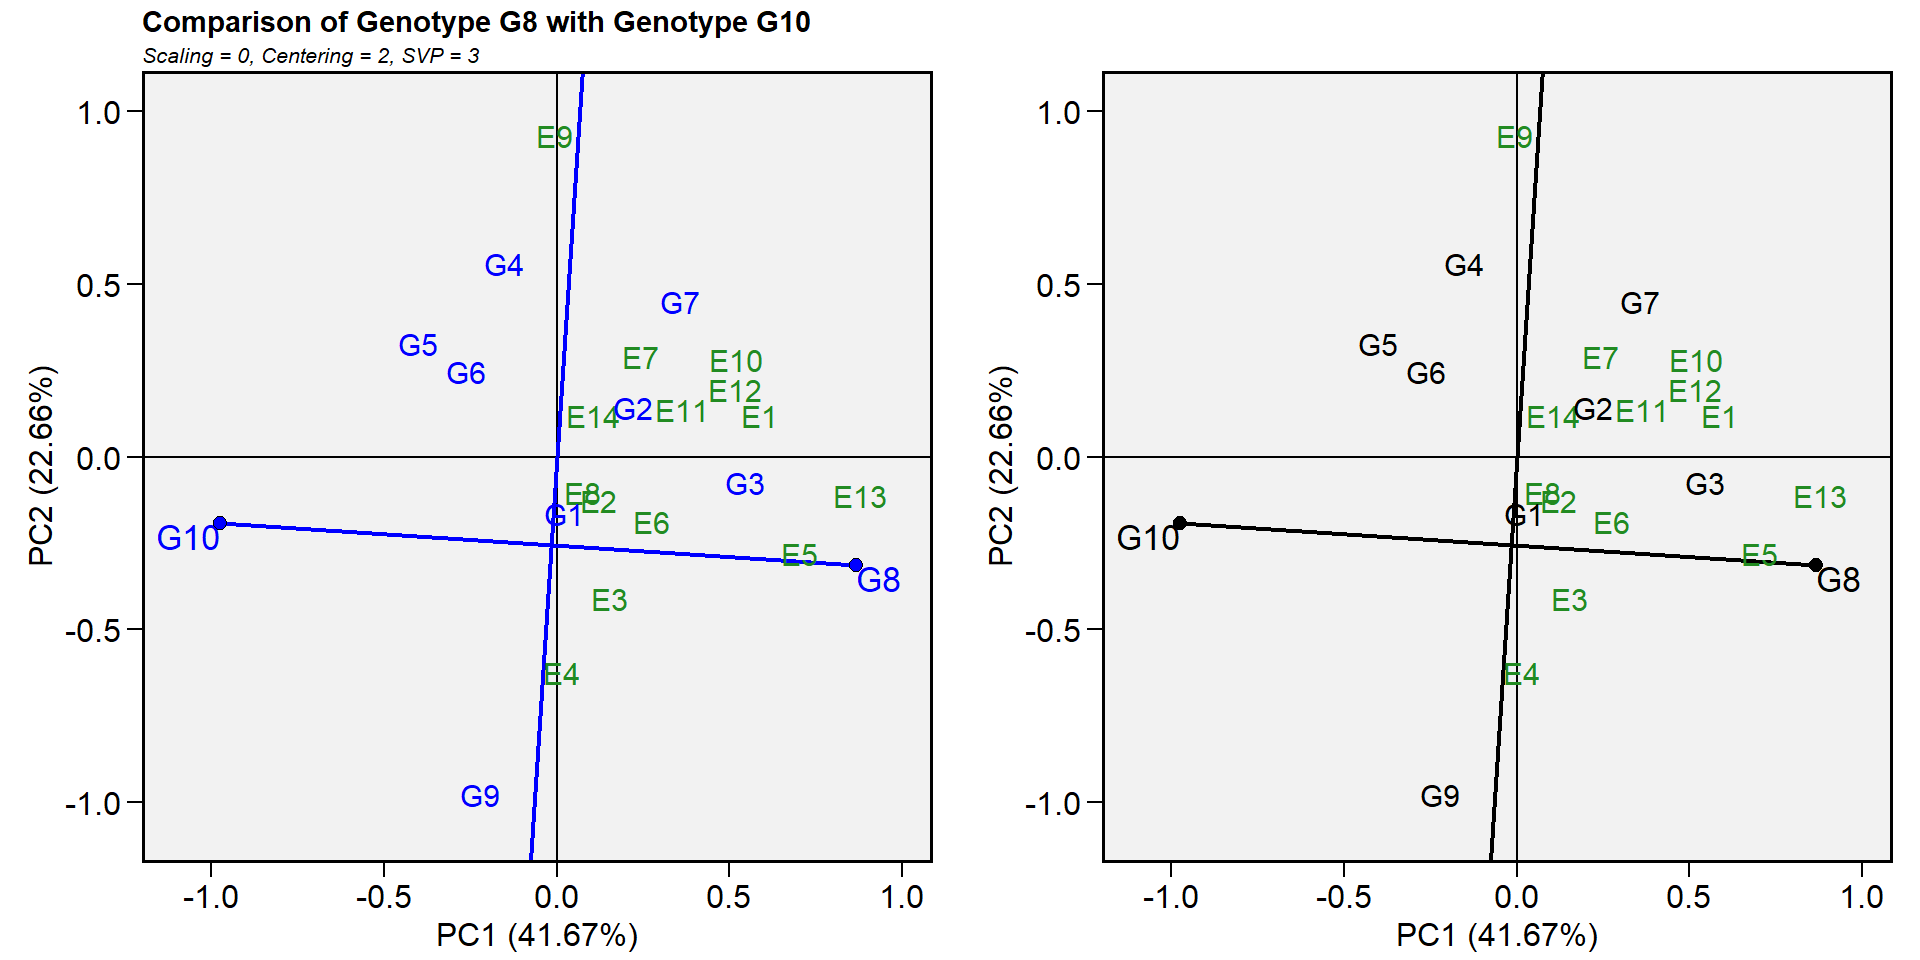 Comparison of Genotype G8 with Genotype G10
Scaling = 0, Centering = 2, SVP = 3
1.0
0.5
0.0
-0.5
-1.0
PC2 (22.66%)
E9
G4
G7
G5
G6
E7
E10
E12
G2
E11
E14
E1
G3
E8
E2
E13
G1
E6
G10
E5
G8
E3
E4
G9
-1.0
-0.5
0.0
0.5
1.0
PC1 (41.67%)
1.0
0.5
0.0
-0.5
-1.0
PC2 (22.66%)
E9
G4
G7
G5
G6
E7
E10
E12
G2
E11
E14
E1
G3
E8
E2
E13
G1
E6
G10
E5
G8
E3
E4
G9
-1.0
-0.5
0.0
0.5
1.0
PC1 (41.67%)